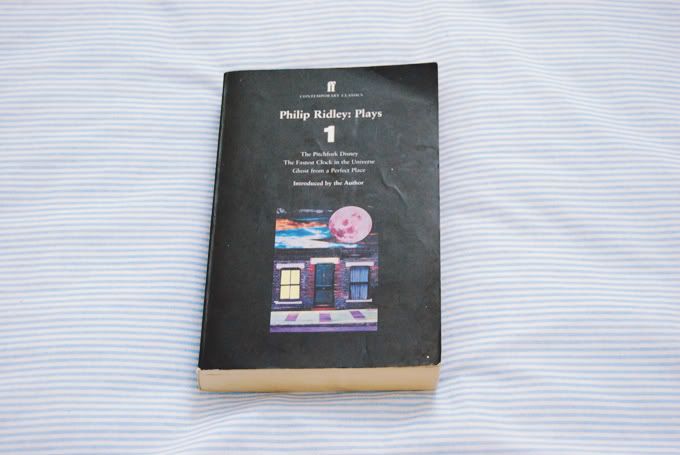 ff
CONTEMPORARY CLASSICS
Philip Ridley: Plays
1
The Pitchfork Disney
The Fastest Clock in the Universe
Ghost from a Perfect Place
Introduced by the Author